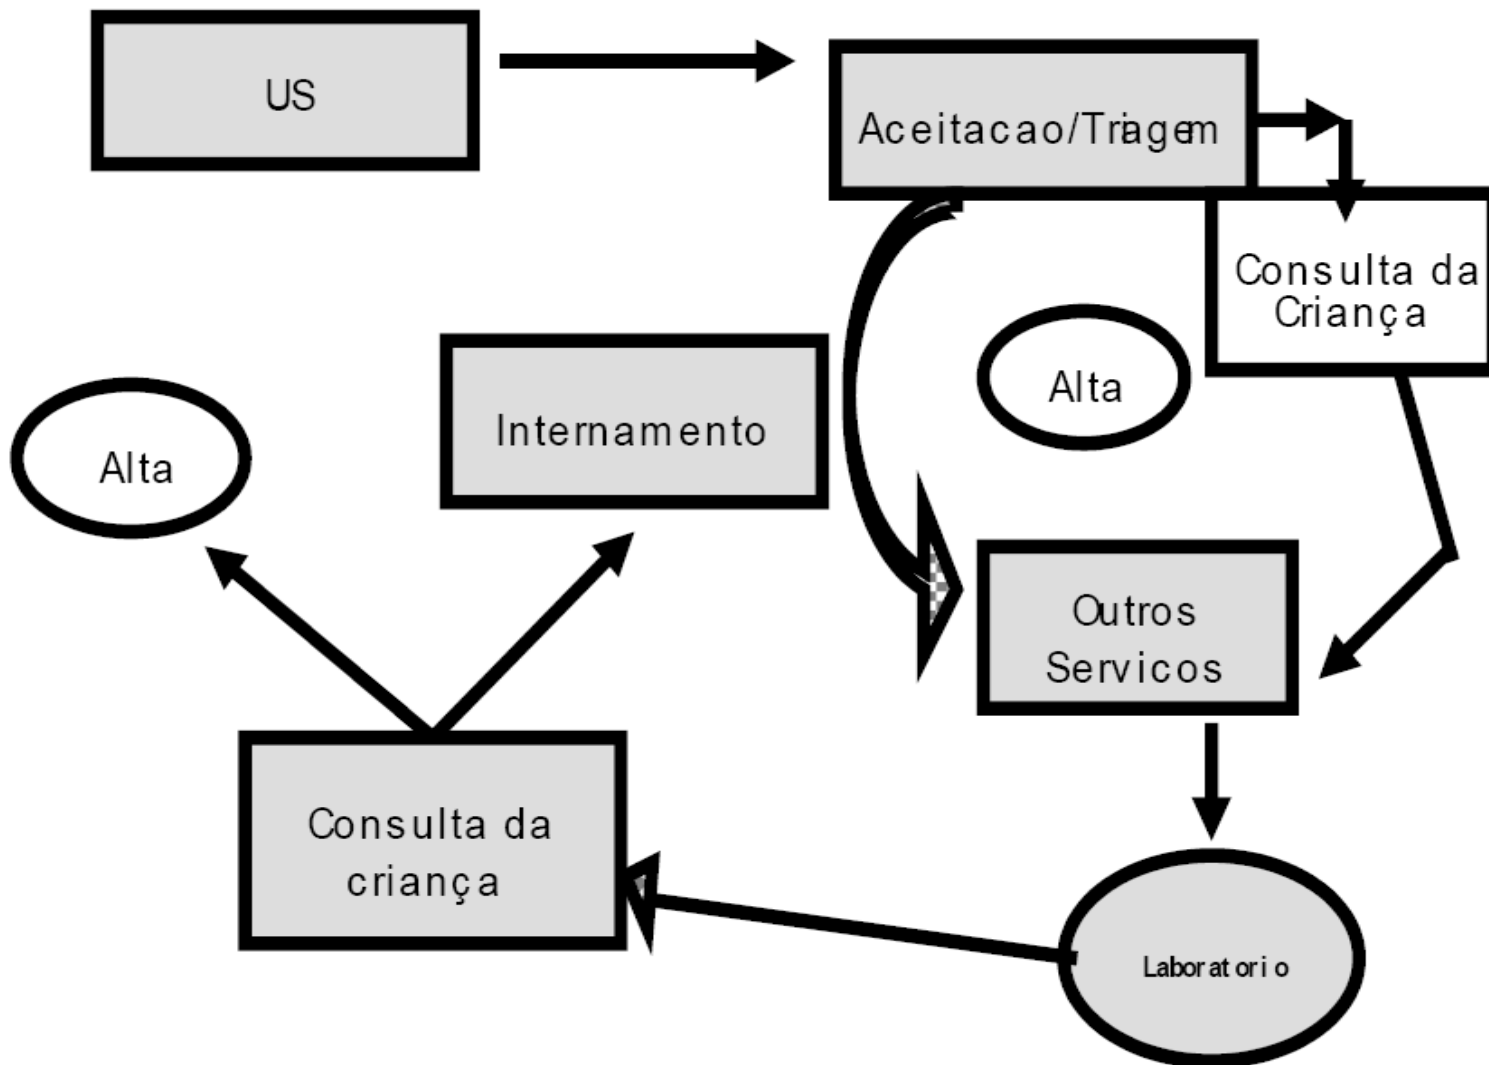 US
Aceitacao/Triagem
Consulta da
Criança
Alta
Internamento
Alta
Outros
Servicos
Consulta da
criança
Laboratorio